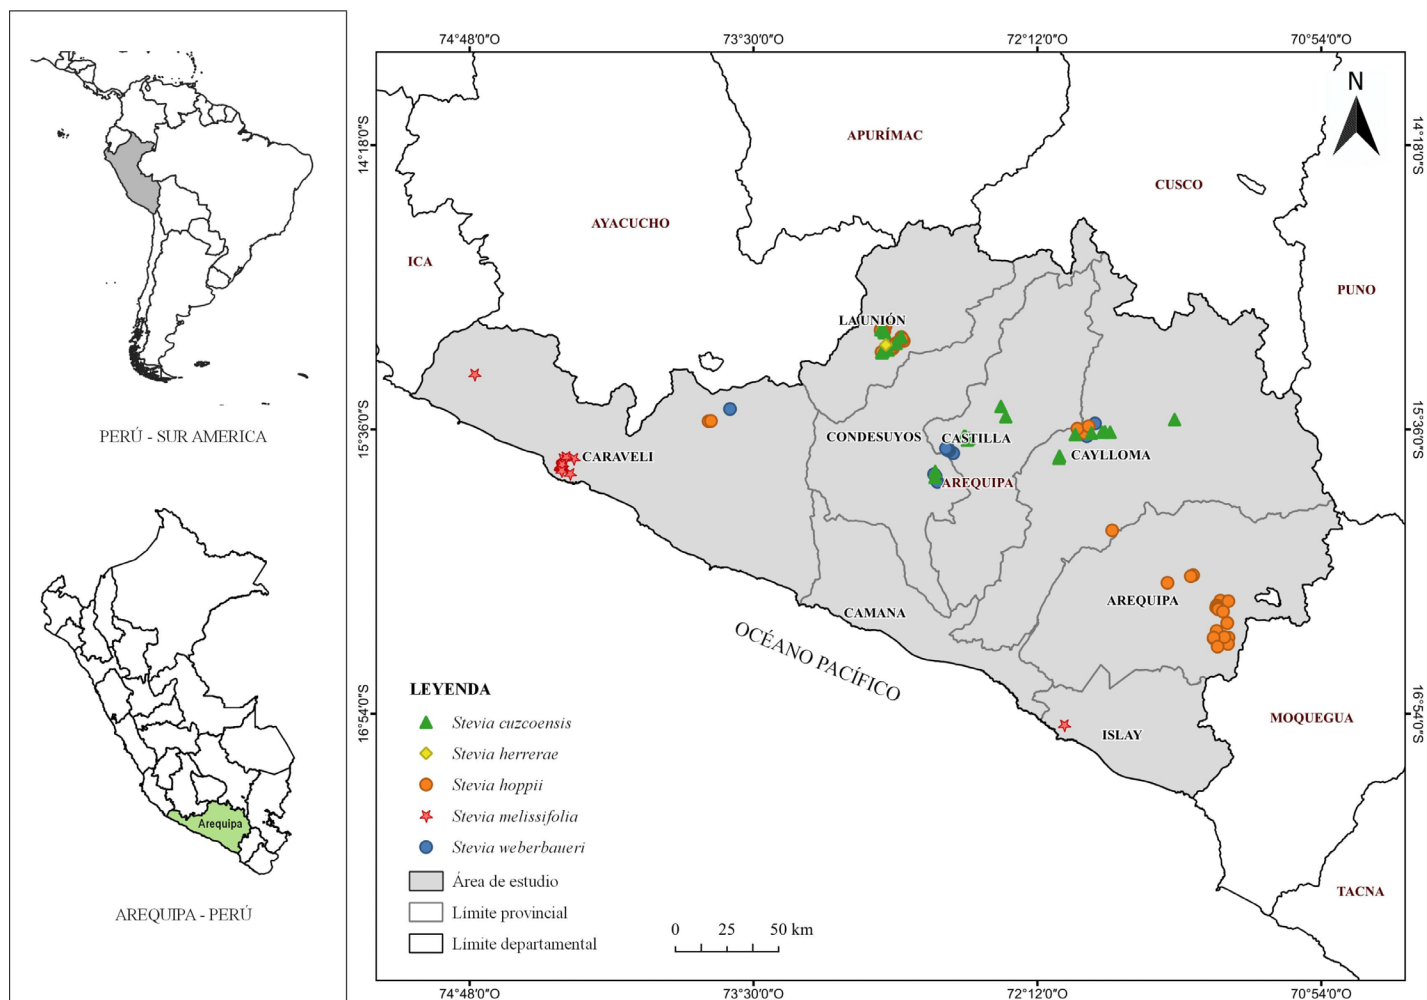 PERÚ - SUR AMERICA
Arequipa
AREQUIPA - PERÚ
74°48'0"O
73°30'0"O
72°12'0"O
70°54'0"O
14°18'0"S
14°18'0"S
N
APURÍMAC
CUSCO
AYACUCHO
ICA
PUNO
LA UNIÓN
15°36'0"S
15°36'0"S
CONDESUYOS
CASTILLA
CARAVELI
CAYLLOMA
AREQUIPA
AREQUIPA
CAMANA
OCÉANO PACÍFICO
16°54'0"S
16°54'0"S
MOQUEGUA
ISLAY
TACNA
LEYENDA
Stevia cuzcoensis
Stevia herrerae
Stevia hoppii
Stevia melissifolia
Stevia weberbaueri
Área de estudio
Límite provincial
Límite departamental
0 25 50 km
74°48'0"O
73°30'0"O
72°12'0"O
70°54'0"O